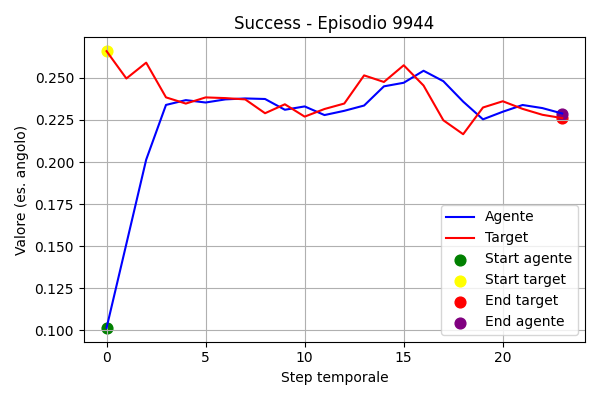 Success - Episodio 9944
Valore (es. angolo)
0.250
0.225
0.200
0.175
0.150
0.125
0.100
Agente
Target
Start agente
Start target
End target
End agente
0 5 10 15 20
Step temporale